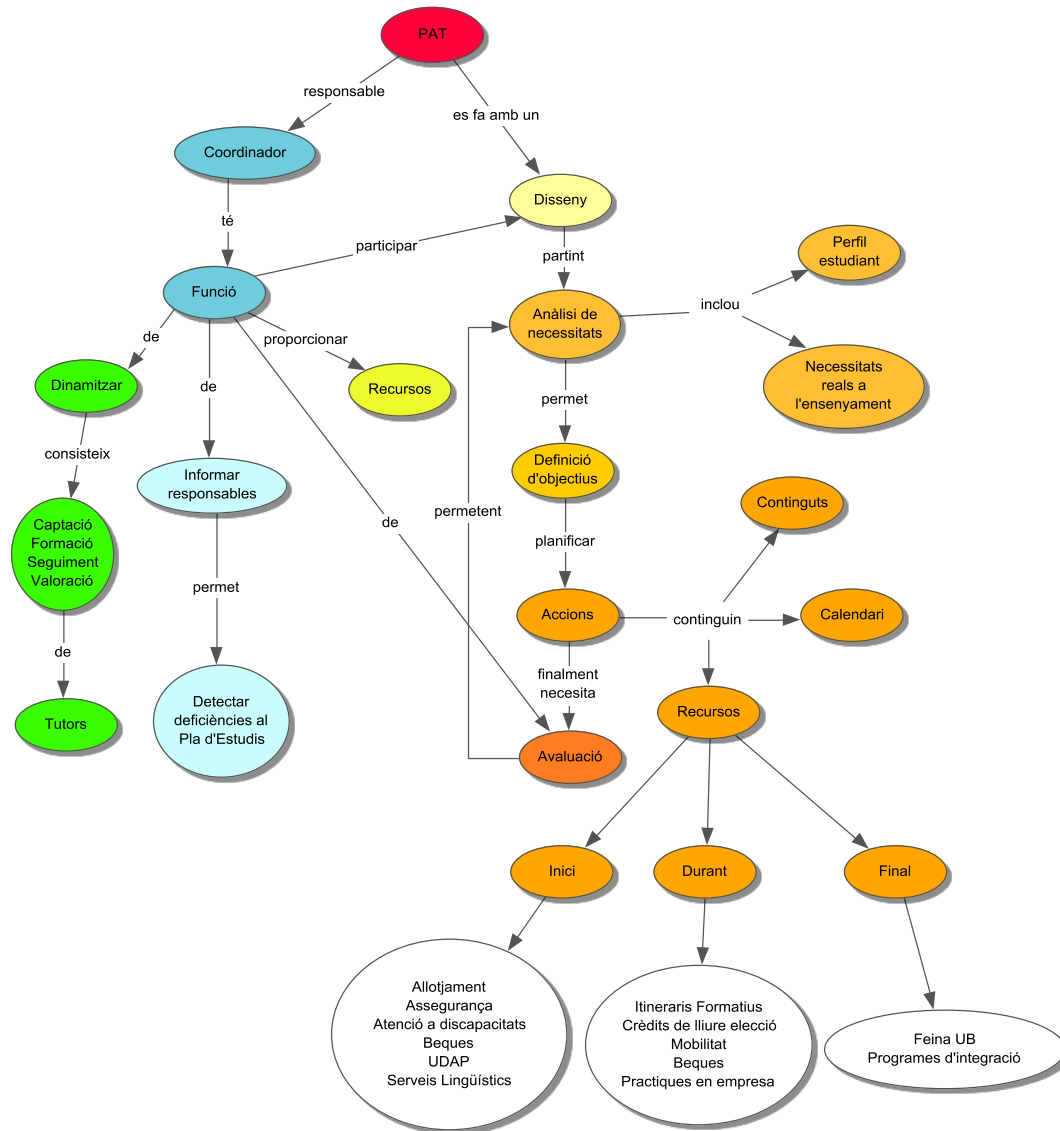 PAT
responsable
es fa amb un
Coordinador
Disseny
té
participar
partint
Perfil
estudiant
Funció
Anàlisi de
necessitats
inclou
de
proporcionar
Necessitats
reals a
l'ensenyament
Dinamitzar
de
Recursos
permet
consisteix
Informar
responsables
Definició
d'objectius
Continguts
Captació
Formació
Seguiment
Valoració
permetent
de
planificar
permet
Accions
continguin
Calendari
de
finalment
necesita
Detectar
deficiències al
Pla d'Estudis
Recursos
Tutors
Avaluació
Inici
Durant
Final
Allotjament
Assegurança
Atenció a discapacitats
Beques
UDAP
Serveis Lingüístics
Itineraris Formatius
Crèdits de lliure elecció
Mobilitat
Beques
Practiques en empresa
Feina UB
Programes d'integració